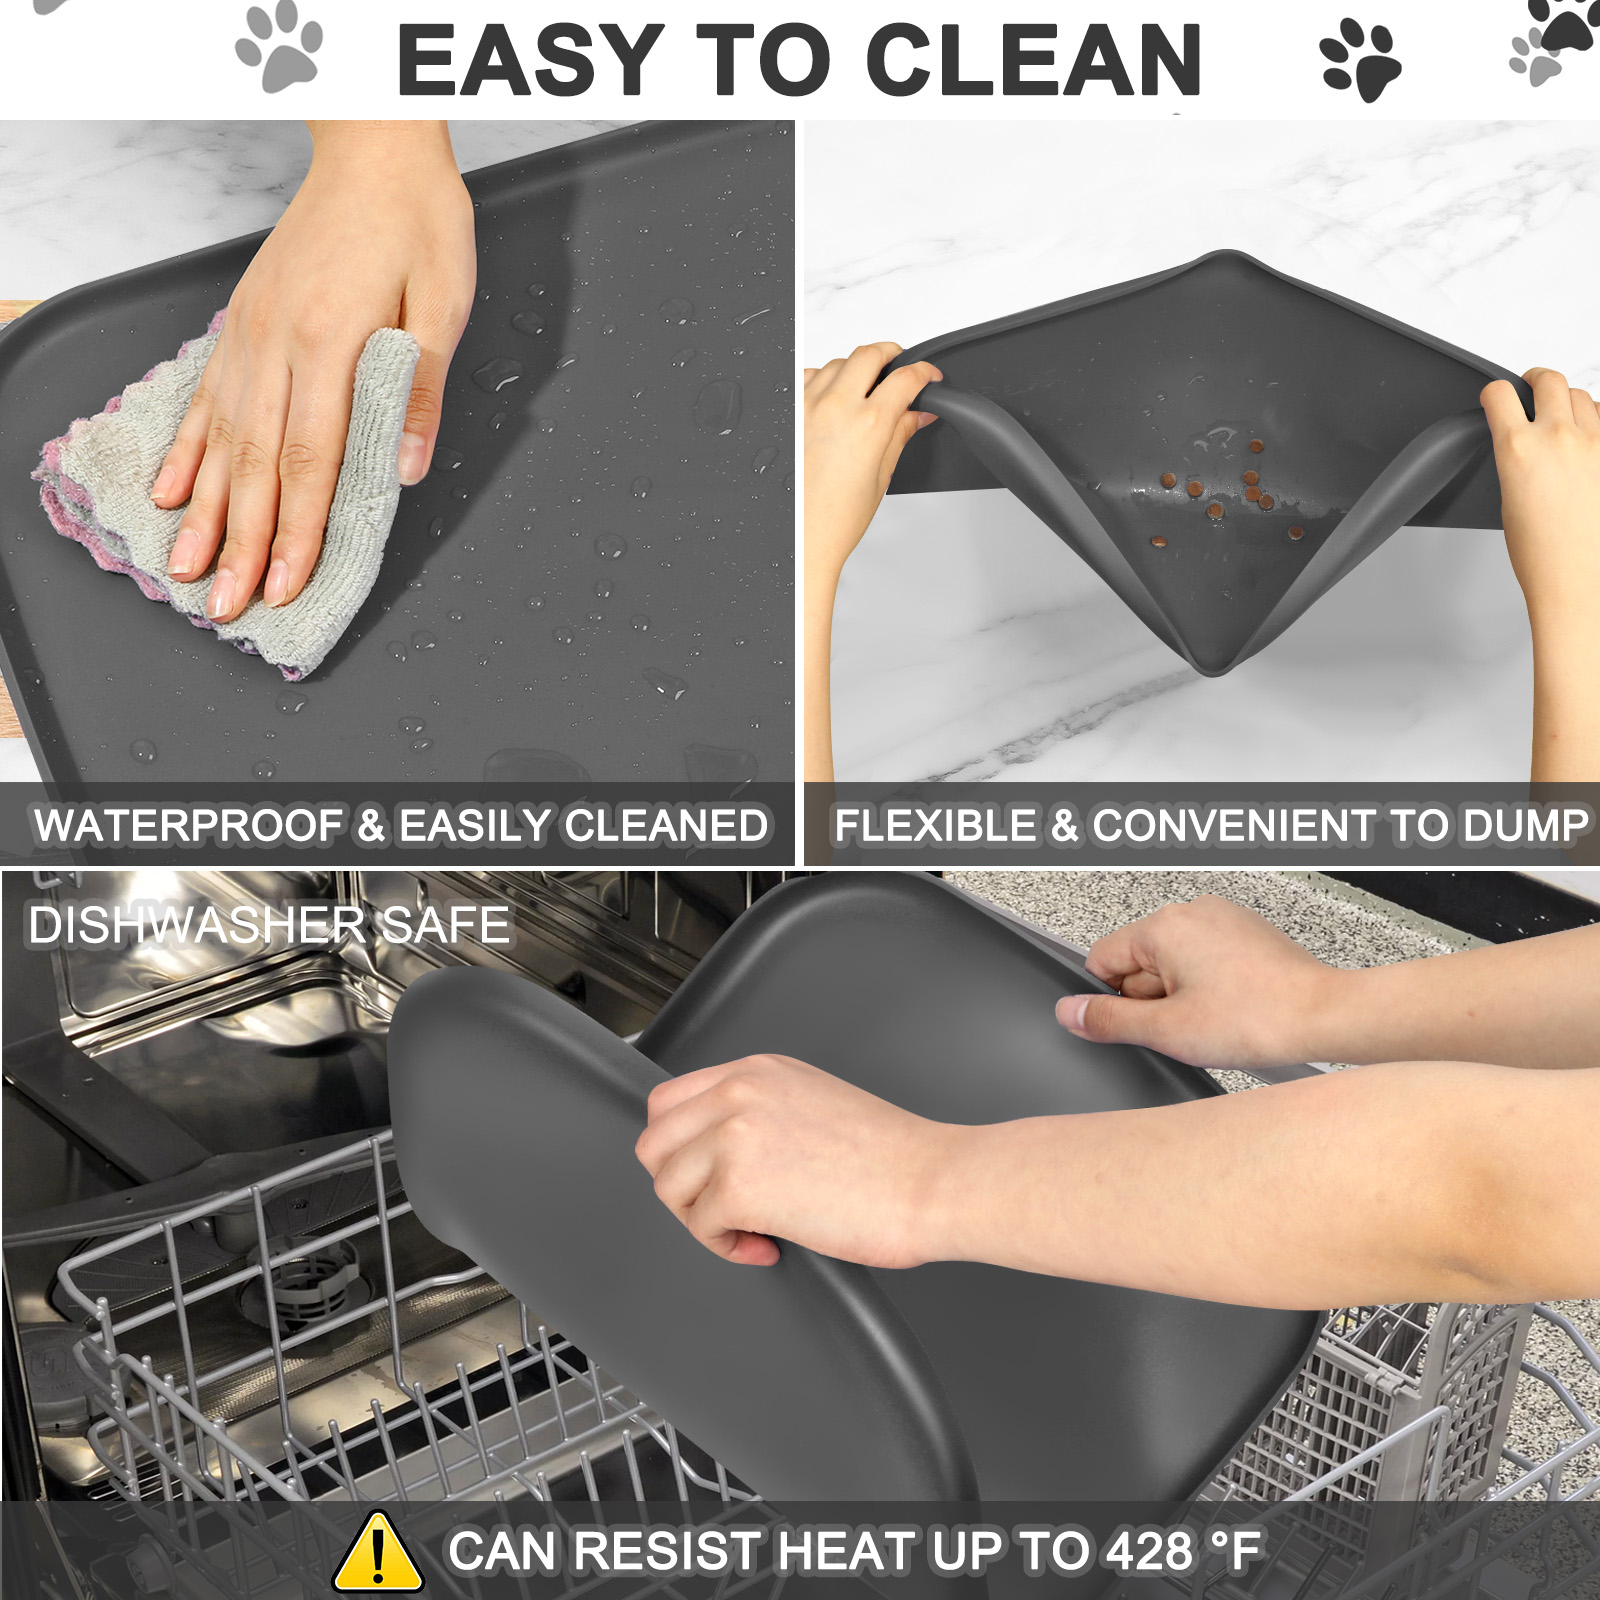 EASY TO CLEAN
WATERPROOF & EASILY CLEANED
FLEXIBLE & CONVENIENT TO DUMP
DISHWASHER SAFE
CAN RESIST HEAT UP TO 428 °F